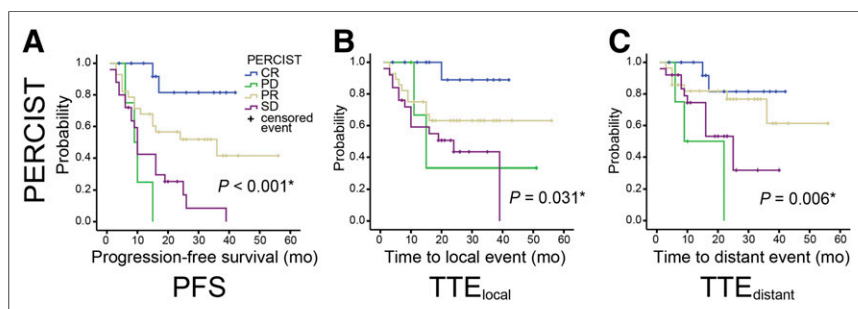 A
B
C
PERCIST
PERCIST
CR
PD
PR
SD
+ censored
event
Probability
1.0
0.8
0.6
0.4
0.2
0.0
P < 0.001*
0 10 20 30 40 50 60
Progression-free survival (mo)
PFS
Probability
1.0
0.8
0.6
0.4
0.2
0.0
P = 0.031*
0 10 20 30 40 50 60
Time to local event (mo)
TTElocal
Probability
1.0
0.8
0.6
0.4
0.2
0.0
P = 0.006*
0 10 20 30 40 50 60
Time to distant event (mo)
TTEdistant